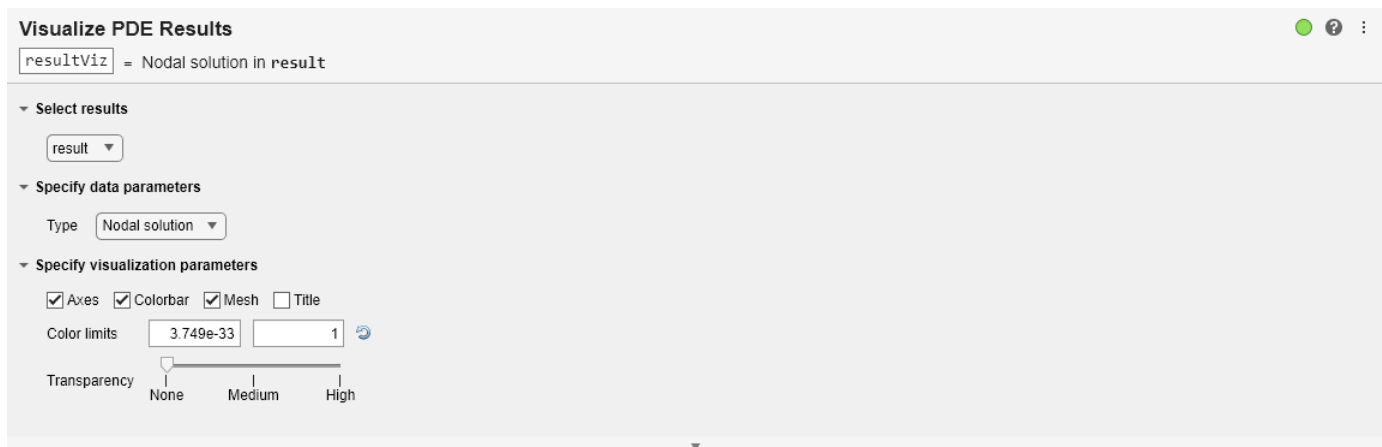 Visualize PDE Results
resultViz = Nodal solution in result
Select results
result
Specify data parameters
Type Nodal solution
Specify visualization parameters
Axes Colorbar Mesh Title
Color limits 3.749e-33 1
Transparency
None Medium High